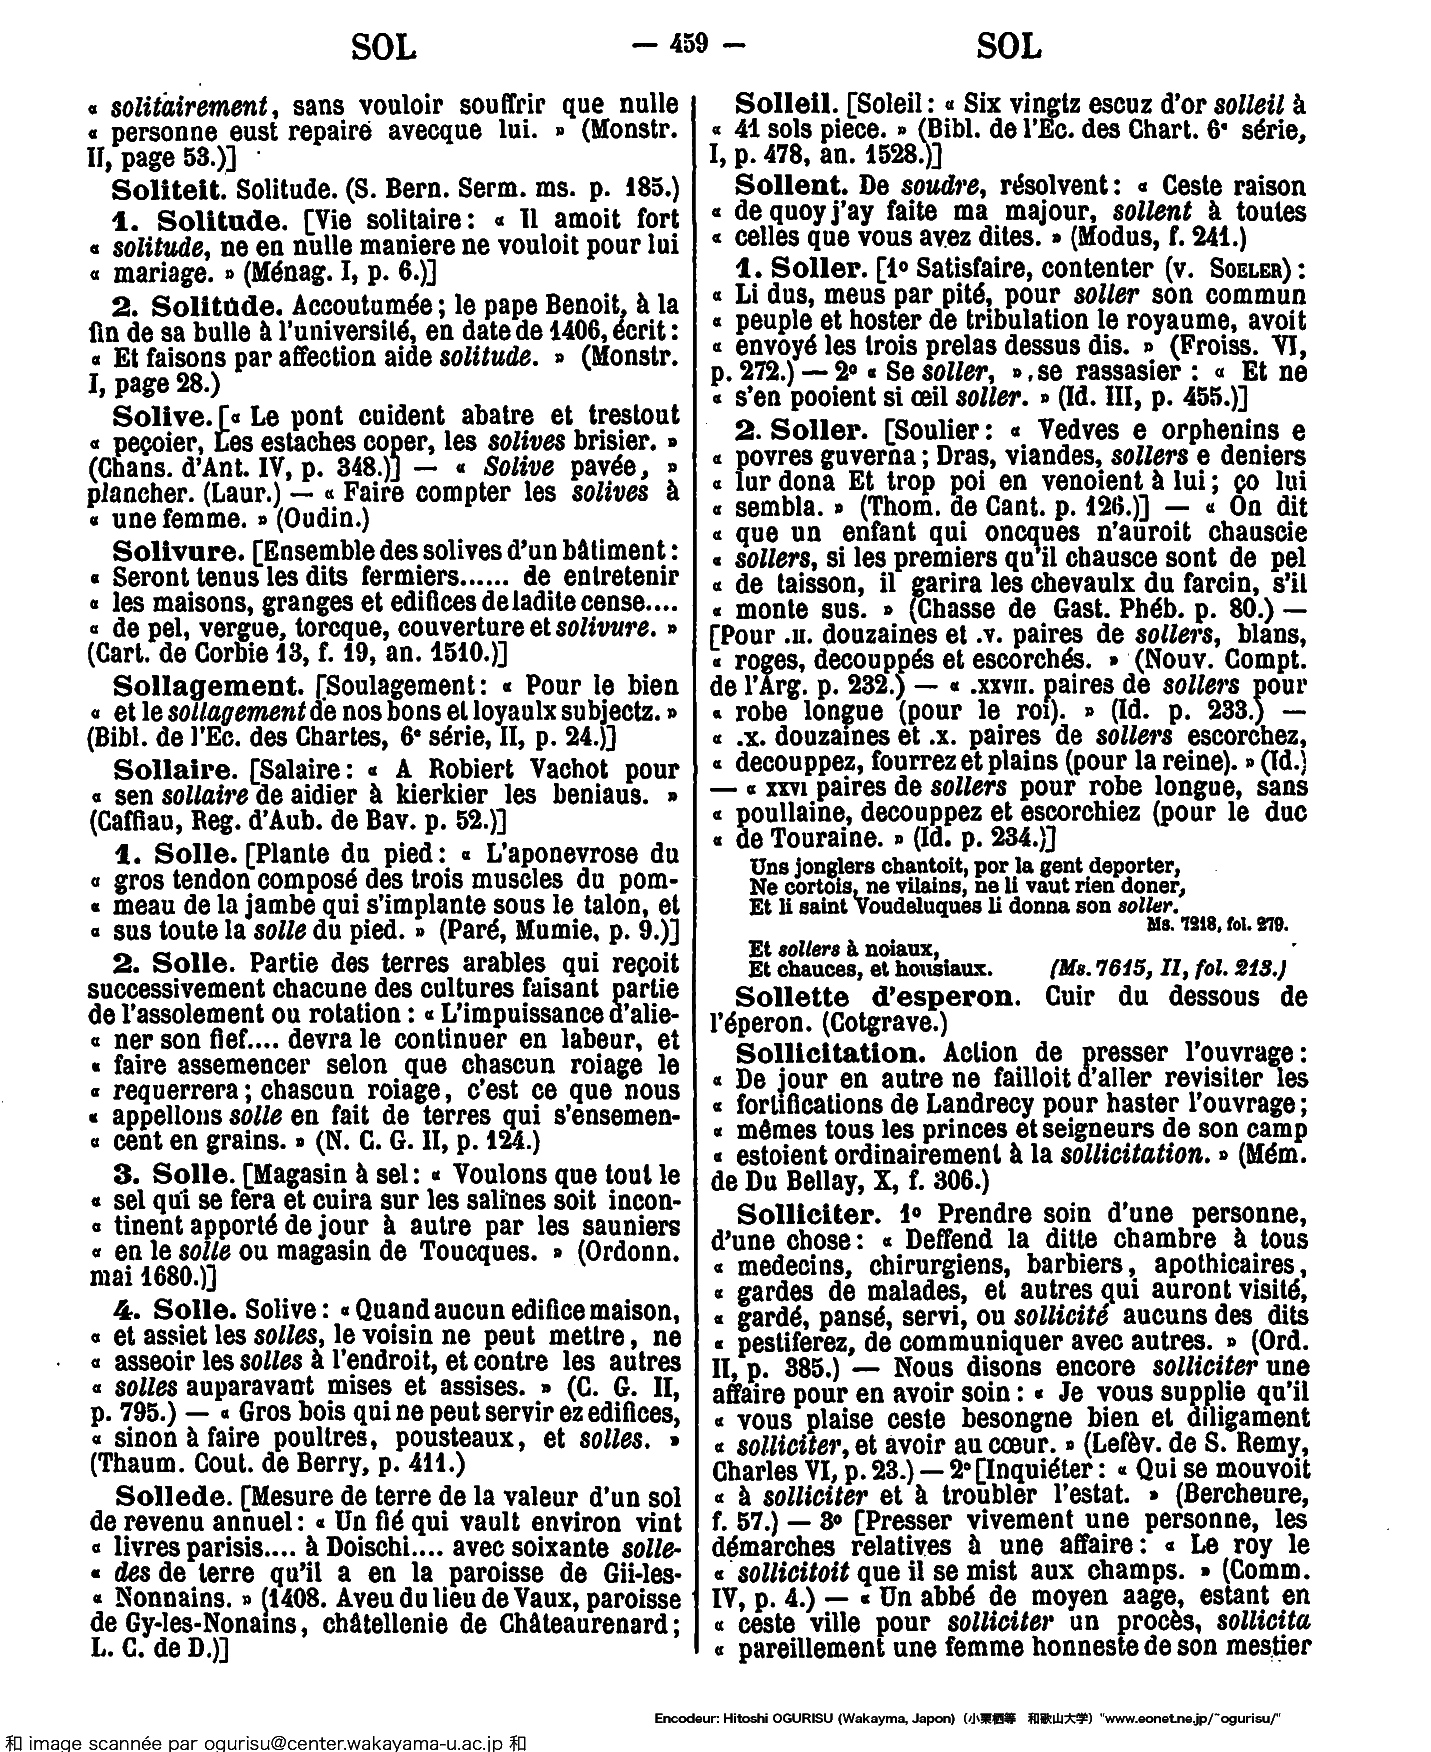 SOL — 459 — SOL
« solitairement, sans vouloir souffrir que nulle
« personne eust repairé avecque lui. » (Monstr.
II, page 53.)]
Soliteit. Solitude. (S. Bern. Serm. ms. p. 185.)
1. Solitude. [Vie solitaire : « Il amoit fort
« solitude, ne en nulle maniere ne vouloit pour lui
« mariage. » (Ménag. I, p. 6.)]
2. Solitude. Accoutumée ; le pape Benoit, à la
fin de sa bulle à l'université, en date de 1406, écrit :
« Et faisons par affection aide solitude. » (Monstr.
I, page 28.)
Solive. [« Le pont cuident abatre et trestout
« peçoier, Les estaches coper, les solives brisier. »
(Chans. d'Ant. IV, p. 348.)] — « Solive pavée, »
plancher. (Laur.) — « Faire compter les solives à
« une femme. » (Oudin.)
Solivure. [Ensemble des solives d'un bâtiment :
« Seront tenus les dits fermiers...... de entretenir
« les maisons, granges et edifices de ladite cense....
« de pel, vergue, torcque, couverture et solivure. »
(Cart. de Corbie 13, f. 19, an. 1510.)]
Sollagement. [Soulagement : « Pour le bien
« et le sollagement de nos bons et loyaulx subjectz. »
(Bibl. de l'Ec. des Chartes, 6e série, II, p. 24.)]
Sollaire. [Salaire : « A Robiert Vachot pour
« sen sollaire de aidier à kierkier les beniaus. »
(Caffiau, Reg. d'Aub. de Bav. p. 52.)]
1. Solle. [Plante du pied : « L'aponevrose du
« gros tendon composé des trois muscles du pom-
« meau de la jambe qui s'implante sous le talon, et
« sus toute la solle du pied. » (Paré, Mumie, p. 9.)]
2. Solle. Partie des terres arables qui reçoit
successivement chacune des cultures faisant partie
de l'assolement ou rotation : « L'impuissance d'alie-
« ner son fief.... devra le continuer en labeur, et
« faire assemencer selon que chascun roiage le
« requerrera ; chascun roiage, c'est ce que nous
« appellons solle en fait de terres qui s'ensemen-
« cent en grains. » (N. C. G. II, p. 124.)
3. Solle. [Magasin à sel : « Voulons que tout le
« sel qui se fera et cuira sur les salines soit incon-
« tinent apporté de jour à autre par les sauniers
« en le solle ou magasin de Toucques. » (Ordonn.
mai 1680.)]
4. Solle. Solive : « Quand aucun edifice maison,
« et assiet les solles, le voisin ne peut mettre, ne
« asseoir les solles à l'endroit, et contre les autres
« solles auparavant mises et assises. » (C. G. II,
p. 795.) — « Gros bois qui ne peut servir ez edifices,
« sinon à faire poultres, pousteaux, et solles. »
(Thaum. Cout. de Berry, p. 411.)
Sollede. [Mesure de terre de la valeur d'un sol
de revenu annuel : « Un fié qui vault environ vint
« livres parisis.... à Doischi.... avec soixante solle-
« des de terre qu'il a en la paroisse de Gii-les-
« Nonnains. » (1408. Aveu du lieu de Vaux, paroisse
de Gy-les-Nonains, châtellenie de Châteaurenard ;
L. C. de D.)]
Solleil. [Soleil : « Six vingtz escuz d'or solleil à
« 41 sols piece. » (Bibl. de l'Ec. des Chart. 6e série,
I, p. 478, an. 1528.)]
Sollent. De soudre, résolvent : « Ceste raison
« de quoy j'ay faite ma majour, sollent à toutes
« celles que vous avez dites. » (Modus, f. 241.)
1. Soller. [1o Satisfaire, contenter (v. SOELER) :
« Li dus, meus par pité, pour soller son commun
« peuple et hoster de tribulation le royaume, avoit
« envoyé les trois prelas dessus dis. » (Froiss. VI,
p. 272.) — 2o « Se soller, », se rassasier : « Et ne
« s'en pooient si œil soller. » (Id. III, p. 455.)]
2. Soller. [Soulier : « Vedves e orphenins e
« povres guverna ; Dras, viandes, sollers e deniers
« lur dona Et trop poi en venoient à lui ; ço lui
« sembla. » (Thom. de Cant. p. 126.)] — « On dit
« que un enfant qui oncques n'auroit chauscie
« sollers, si les premiers qu'il chausce sont de pel
« de taisson, il garira les chevaulx du farcin, s'il
« monte sus. » (Chasse de Gast. Phéb. p. 80.) —
[Pour .II. douzaines et .V. paires de sollers, blans,
« roges, decouppés et escorchés. » (Nouv. Compt.
de l'Arg. p. 232.) — « .XXVII. paires de sollers pour
« robe longue (pour le roi). » (Id. p. 233.) —
« .X. douzaines et .X. paires de sollers escorchez,
« decouppez, fourrez et plains (pour la reine). » (Id.)
— « XXVI paires de sollers pour robe longue, sans
« poullaine, decouppez et escorchiez (pour le duc
« de Touraine. » (Id. p. 234.)]
Uns jonglers chantoit, por la gent deporter,
Ne cortois, ne vilains, ne li vaut rien doner,
Et li saint Voudeluques li donna son soller.
Ms. 7218, fol. 279.
Et sollers à noiaux,
Et chauces, et housiaux. (Ms. 7615, II, fol. 213.)
Sollette d'esperon. Cuir du dessous de
l'éperon. (Cotgrave.)
Sollicitation. Action de presser l'ouvrage :
« De jour en autre ne failloit d'aller revisiter les
« fortifications de Landrecy pour haster l'ouvrage ;
« mêmes tous les princes et seigneurs de son camp
« estoient ordinairement à la sollicitation. » (Mém.
de Du Bellay, X, f. 306.)
Solliciter. 1o Prendre soin d'une personne,
d'une chose : « Deffend la ditte chambre à tous
« medecins, chirurgiens, barbiers, apothicaires,
« gardes de malades, et autres qui auront visité,
« gardé, pansé, servi, ou sollicité aucuns des dits
« pestiferez, de communiquer avec autres. » (Ord.
II, p. 385.) — Nous disons encore solliciter une
affaire pour en avoir soin : « Je vous supplie qu'il
« vous plaise ceste besongne bien et diligament
« solliciter, et avoir au cœur. » (Lefèv. de S. Remy,
Charles VI, p. 23.) — 2o [Inquiéter : « Qui se mouvoit
« à solliciter et à troubler l'estat. » (Bercheure,
f. 57.) — 3o [Presser vivement une personne, les
démarches relatives à une affaire : « Le roy le
« sollicitoit que il se mist aux champs. » (Comm.
IV, p. 4.) — « Un abbé de moyen aage, estant en
« ceste ville pour solliciter un procès, sollicita
« pareillement une femme honneste de son mestier
Encodeur: Hitoshi OGURISU (Wakayma, Japon) (小栗栖等 和歌山大学) "www.eonet.ne.jp/~ogurisu/"
和 image scannée par ogurisu@center.wakayama-u.ac.jp 和